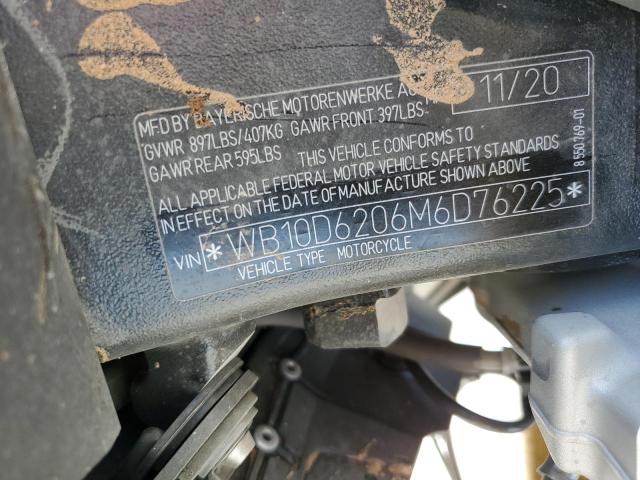 MFD BY BAYERISCHE MOTORENWERKE 11/20
GVWR 897LBS/407KG GAWR FRONT 397LBS
GAWR REAR 595LBS THIS VEHICLE CONFORMS TO
ALL APPLICABLE FEDERAL MOTOR VEHICLE SAFETY STANDARDS
IN EFFECT ON THE DATE OF MANUFACTURE SHOWN ABOVE
VIN *WB10D6206M6D76225*
VEHICLE TYPE MOTORCYCLE
8 550 769-01